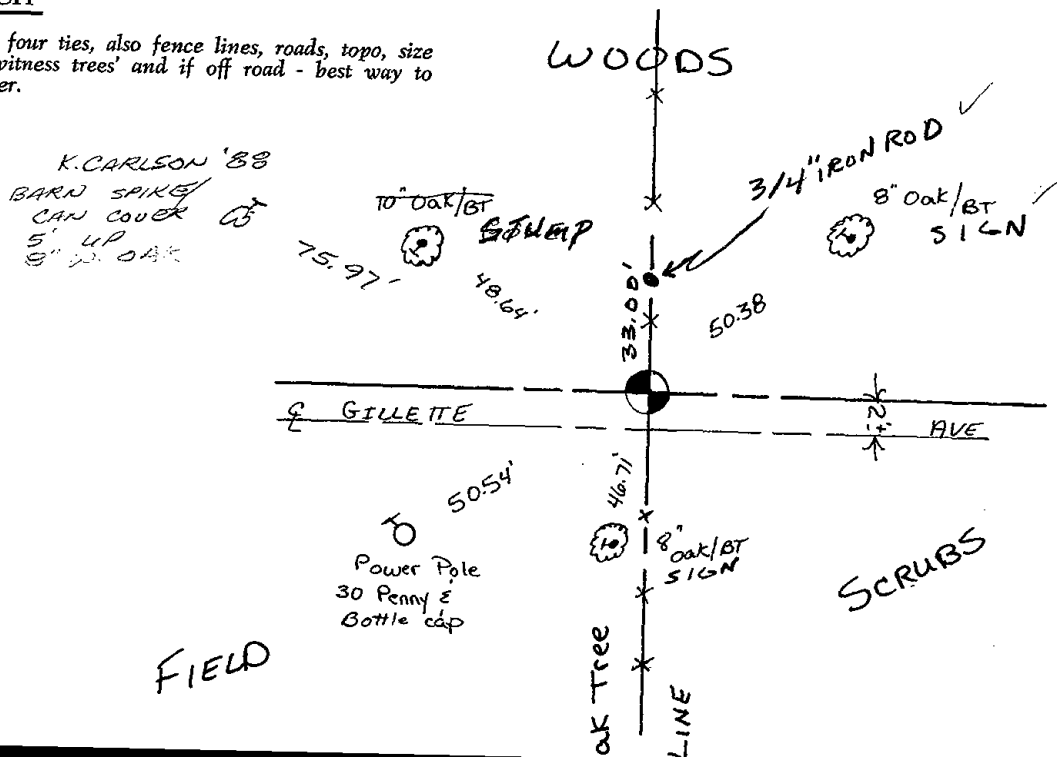 four ties, also fence lines, roads, topo, size
witness trees' and if off road - best way to
WOODS
K. CARLSON '88
BARN SPIKE/
CAN COVER
5' UP
8" W. OAK
75.97'
10" Oak/BT
STUMP
48.64'
3/4" IRON ROD
8" Oak/BT
SIGN
33.00'
50.38
℄ GILLETTE AVE
50.54'
46.71'
8"
Oak/BT
SIGN
Power Pole
30 Penny &
Bottle cap
SCRUBS
FIELD
Tree
LINE